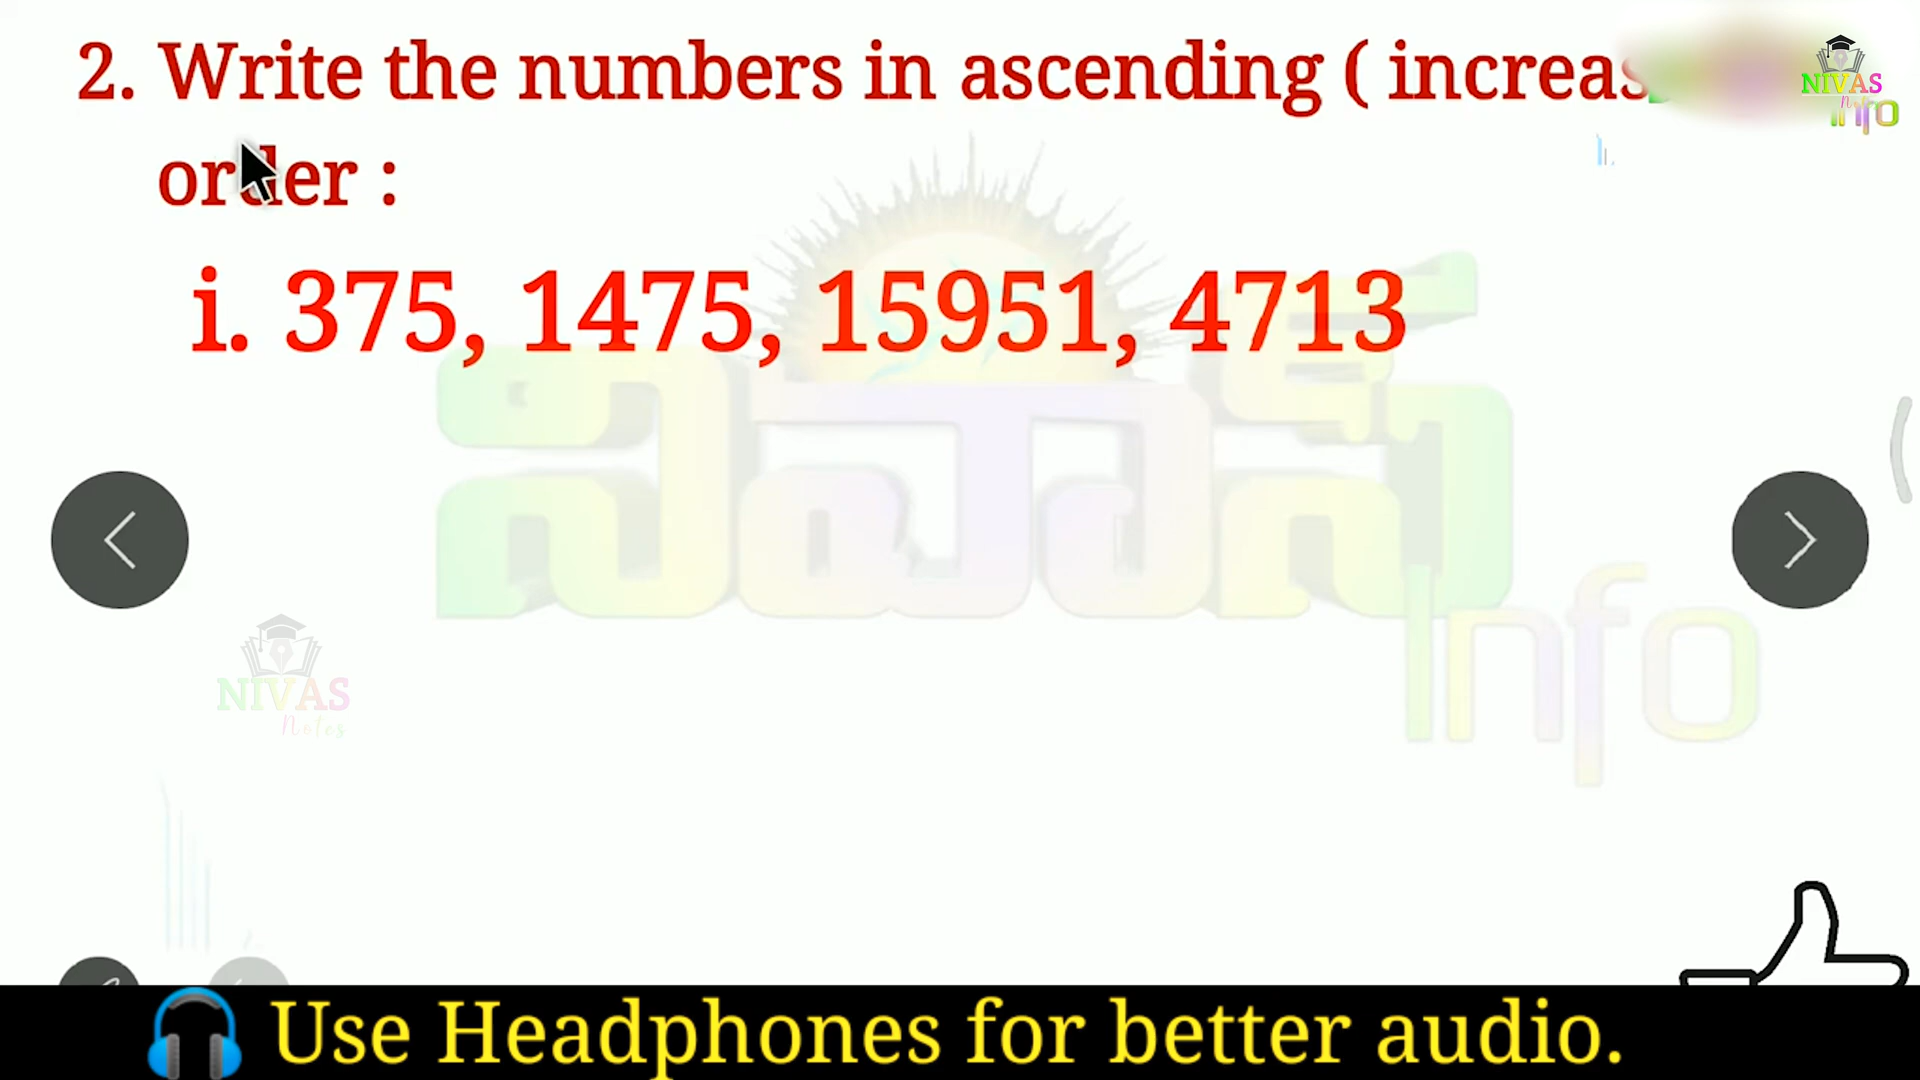 2. Write the numbers in ascending ( increas
NIVAS
info
order :
i. 375, 1475, 15951, 4713
నివాస్
Info
NIVAS
Notes
Use Headphones for better audio.